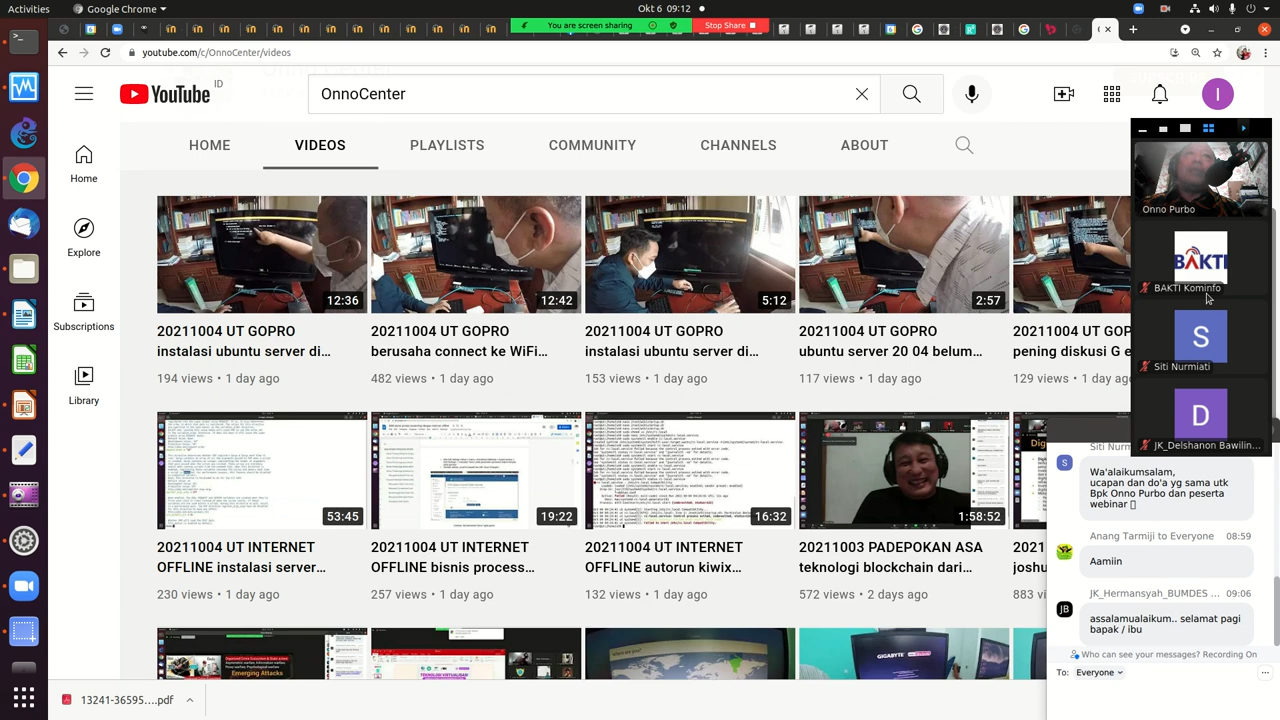 Activities
Google Chrome
Okt 6 09:12
You are screen sharing
Stop Share
youtube.com/c/OnnoCenter/videos
YouTube
ID
OnnoCenter
I
HOME
VIDEOS
PLAYLISTS
COMMUNITY
CHANNELS
ABOUT
Home
Explore
Subscriptions
Library
12:36
12:42
5:12
2:57
20211004 UT GOPRO
instalasi ubuntu server di...
194 views • 1 day ago
20211004 UT GOPRO
berusaha connect ke WiFi...
482 views • 1 day ago
20211004 UT GOPRO
instalasi ubuntu server di...
153 views • 1 day ago
20211004 UT GOPRO
ubuntu server 20 04 belum...
117 views • 1 day ago
20211004 UT GOP
pening diskusi G e
129 views • 1 day ago
53:45
19:22
16:32
1:58:52
20211004 UT INTERNET
OFFLINE instalasi server...
230 views • 1 day ago
20211004 UT INTERNET
OFFLINE bisnis process...
257 views • 1 day ago
20211004 UT INTERNET
OFFLINE autorun kiwix...
132 views • 1 day ago
20211003 PADEPOKAN ASA
teknologi blockchain dari...
572 views • 2 days ago
2021
joshu
883 vi
Emerging Attacks
GIGABYTE
Onno Purbo
BAKTI
BAKTI Kominfo
S
Siti Nurmiati
D
JK_Delshanon Bawilin...
Siti Nurm
S
Wa'alaikumsalam,
ucapan dan do'a yg sama utk
Bpk Onno Purbo dan peserta
webinar
Anang Tarmiji to Everyone 08:59
Aamiin
JK_Hermansyah_BUMDES ... 09:06
JB
assalamualaikum.. selamat pagi
bapak / ibu
Who can see your messages? Recording On
To: Everyone
13241-36595....pdf